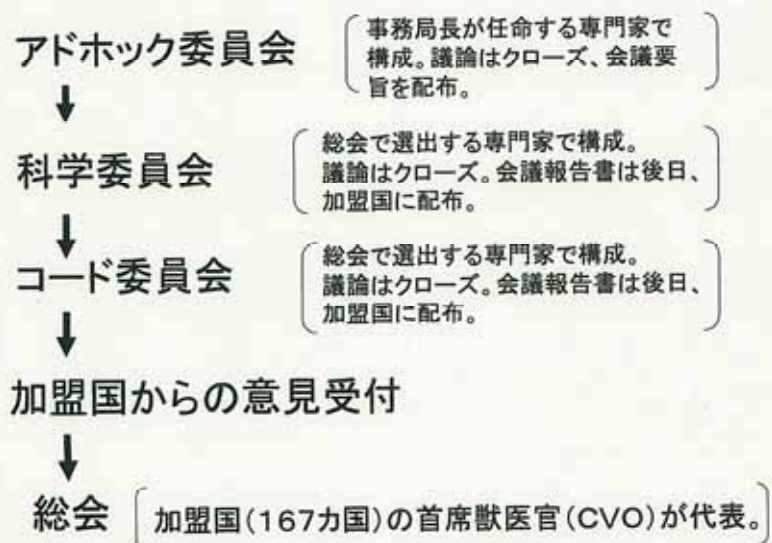 アドホック委員会
事務局長が任命する専門家で
構成。議論はクローズ、会議要
旨を配布。
科学委員会
総会で選出する専門家で構成。
議論はクローズ。会議報告書は後日、
加盟国に配布。
コード委員会
総会で選出する専門家で構成。
議論はクローズ。会議報告書は後日、
加盟国に配布。
加盟国からの意見受付
総会
加盟国(167カ国)の首席獣医官(CVO)が代表。